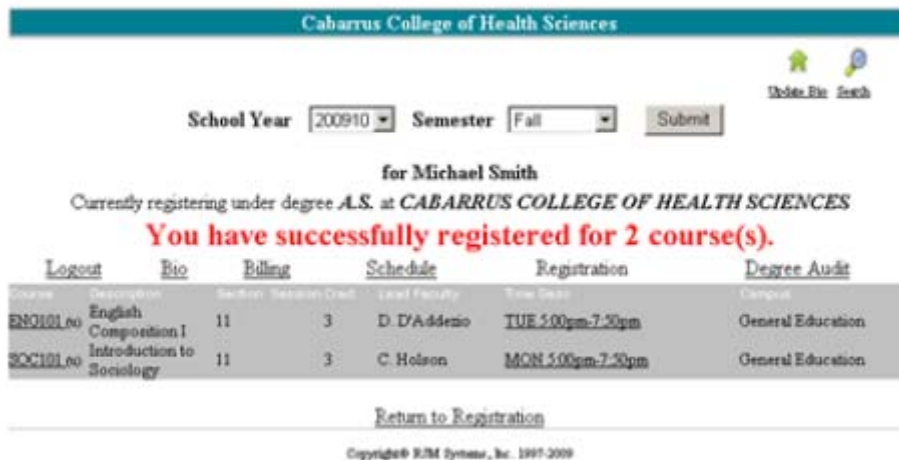 Cabarrus College of Health Sciences
Update Bio Search
School Year 200910 Semester Fall Submit
for Michael Smith
Currently registering under degree A.S. at CABARRUS COLLEGE OF HEALTH SCIENCES
You have successfully registered for 2 course(s).
Logout Bio Billing Schedule Registration Degree Audit
Course Description Section Session Cred. Lead Faculty Time Desc Campus
ENG101 English Composition I 11 3 D. D'Addezio TUE 5:00pm-7:50pm General Education
SOC101 Introduction to Sociology 11 3 C. Holson MON 5:00pm-7:50pm General Education
Return to Registration
Copyright© RJM Systems, Inc. 1997-2009